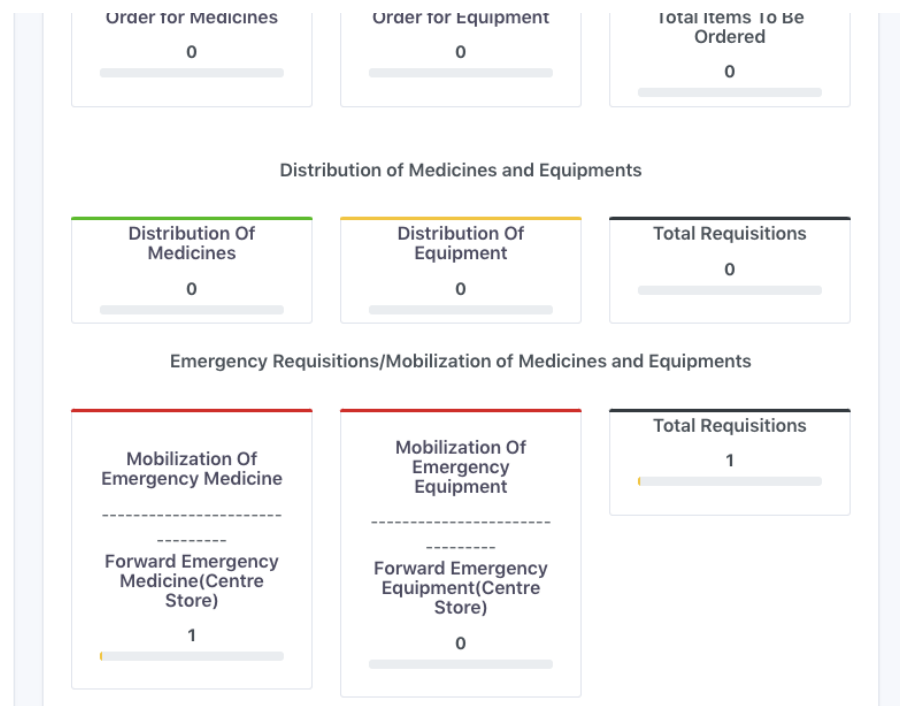 Order for Medicines
0
Order for Equipment
0
Total Items To Be
Ordered
0
Distribution of Medicines and Equipments
Distribution Of
Medicines
0
Distribution Of
Equipment
0
Total Requisitions
0
Emergency Requisitions/Mobilization of Medicines and Equipments
Mobilization Of
Emergency Medicine
-----------------------
---------
Forward Emergency
Medicine(Centre
Store)
1
Mobilization Of
Emergency
Equipment
-----------------------
---------
Forward Emergency
Equipment(Centre
Store)
0
Total Requisitions
1